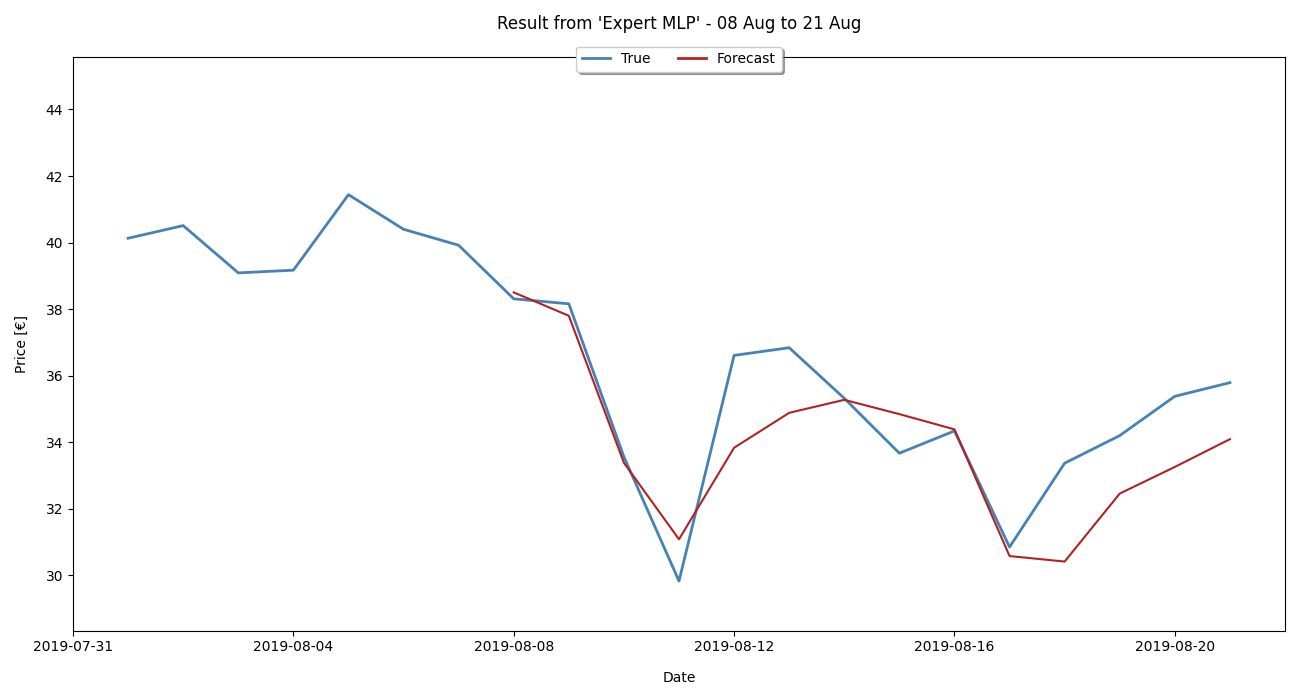 Result from 'Expert MLP' - 08 Aug to 21 Aug
True Forecast
44
42
40
38
36
34
32
30
Price [€]
2019-07-31 2019-08-04 2019-08-08 2019-08-12 2019-08-16 2019-08-20
Date